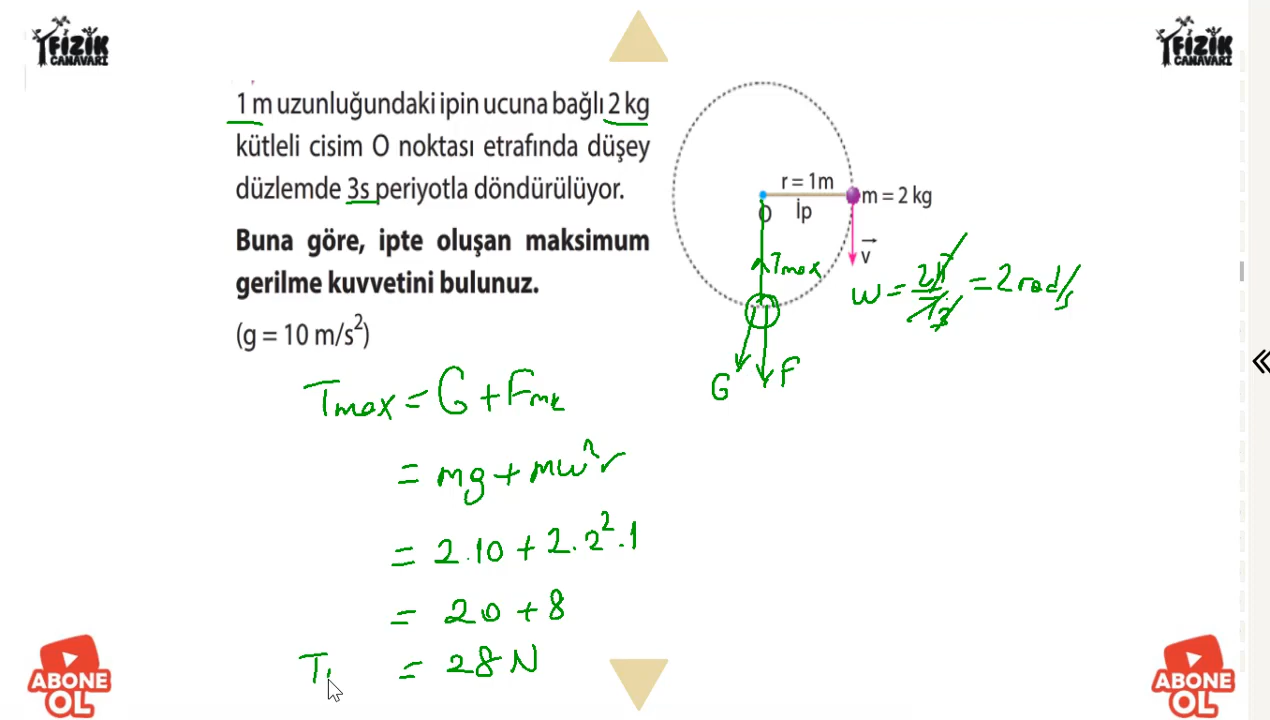 FİZİK
CANAVARI
FİZİK
CANAVARI
1 m uzunluğundaki ipin ucuna bağlı 2 kg
kütleli cisim O noktası etrafında düşey
düzlemde 3s periyotla döndürülüyor.
Buna göre, ipte oluşan maksimum
gerilme kuvvetini bulunuz.
(g = 10 m/s²)
r = 1m
O
İp
m = 2 kg
v
Tmax
G
F
W = 2π/T3 = 2 rad/s
Tmax = G + Fmk
= mg + mw²r
= 2.10 + 2.2².1
= 20 + 8
T = 28 N
ABONE
OL
ABONE
OL